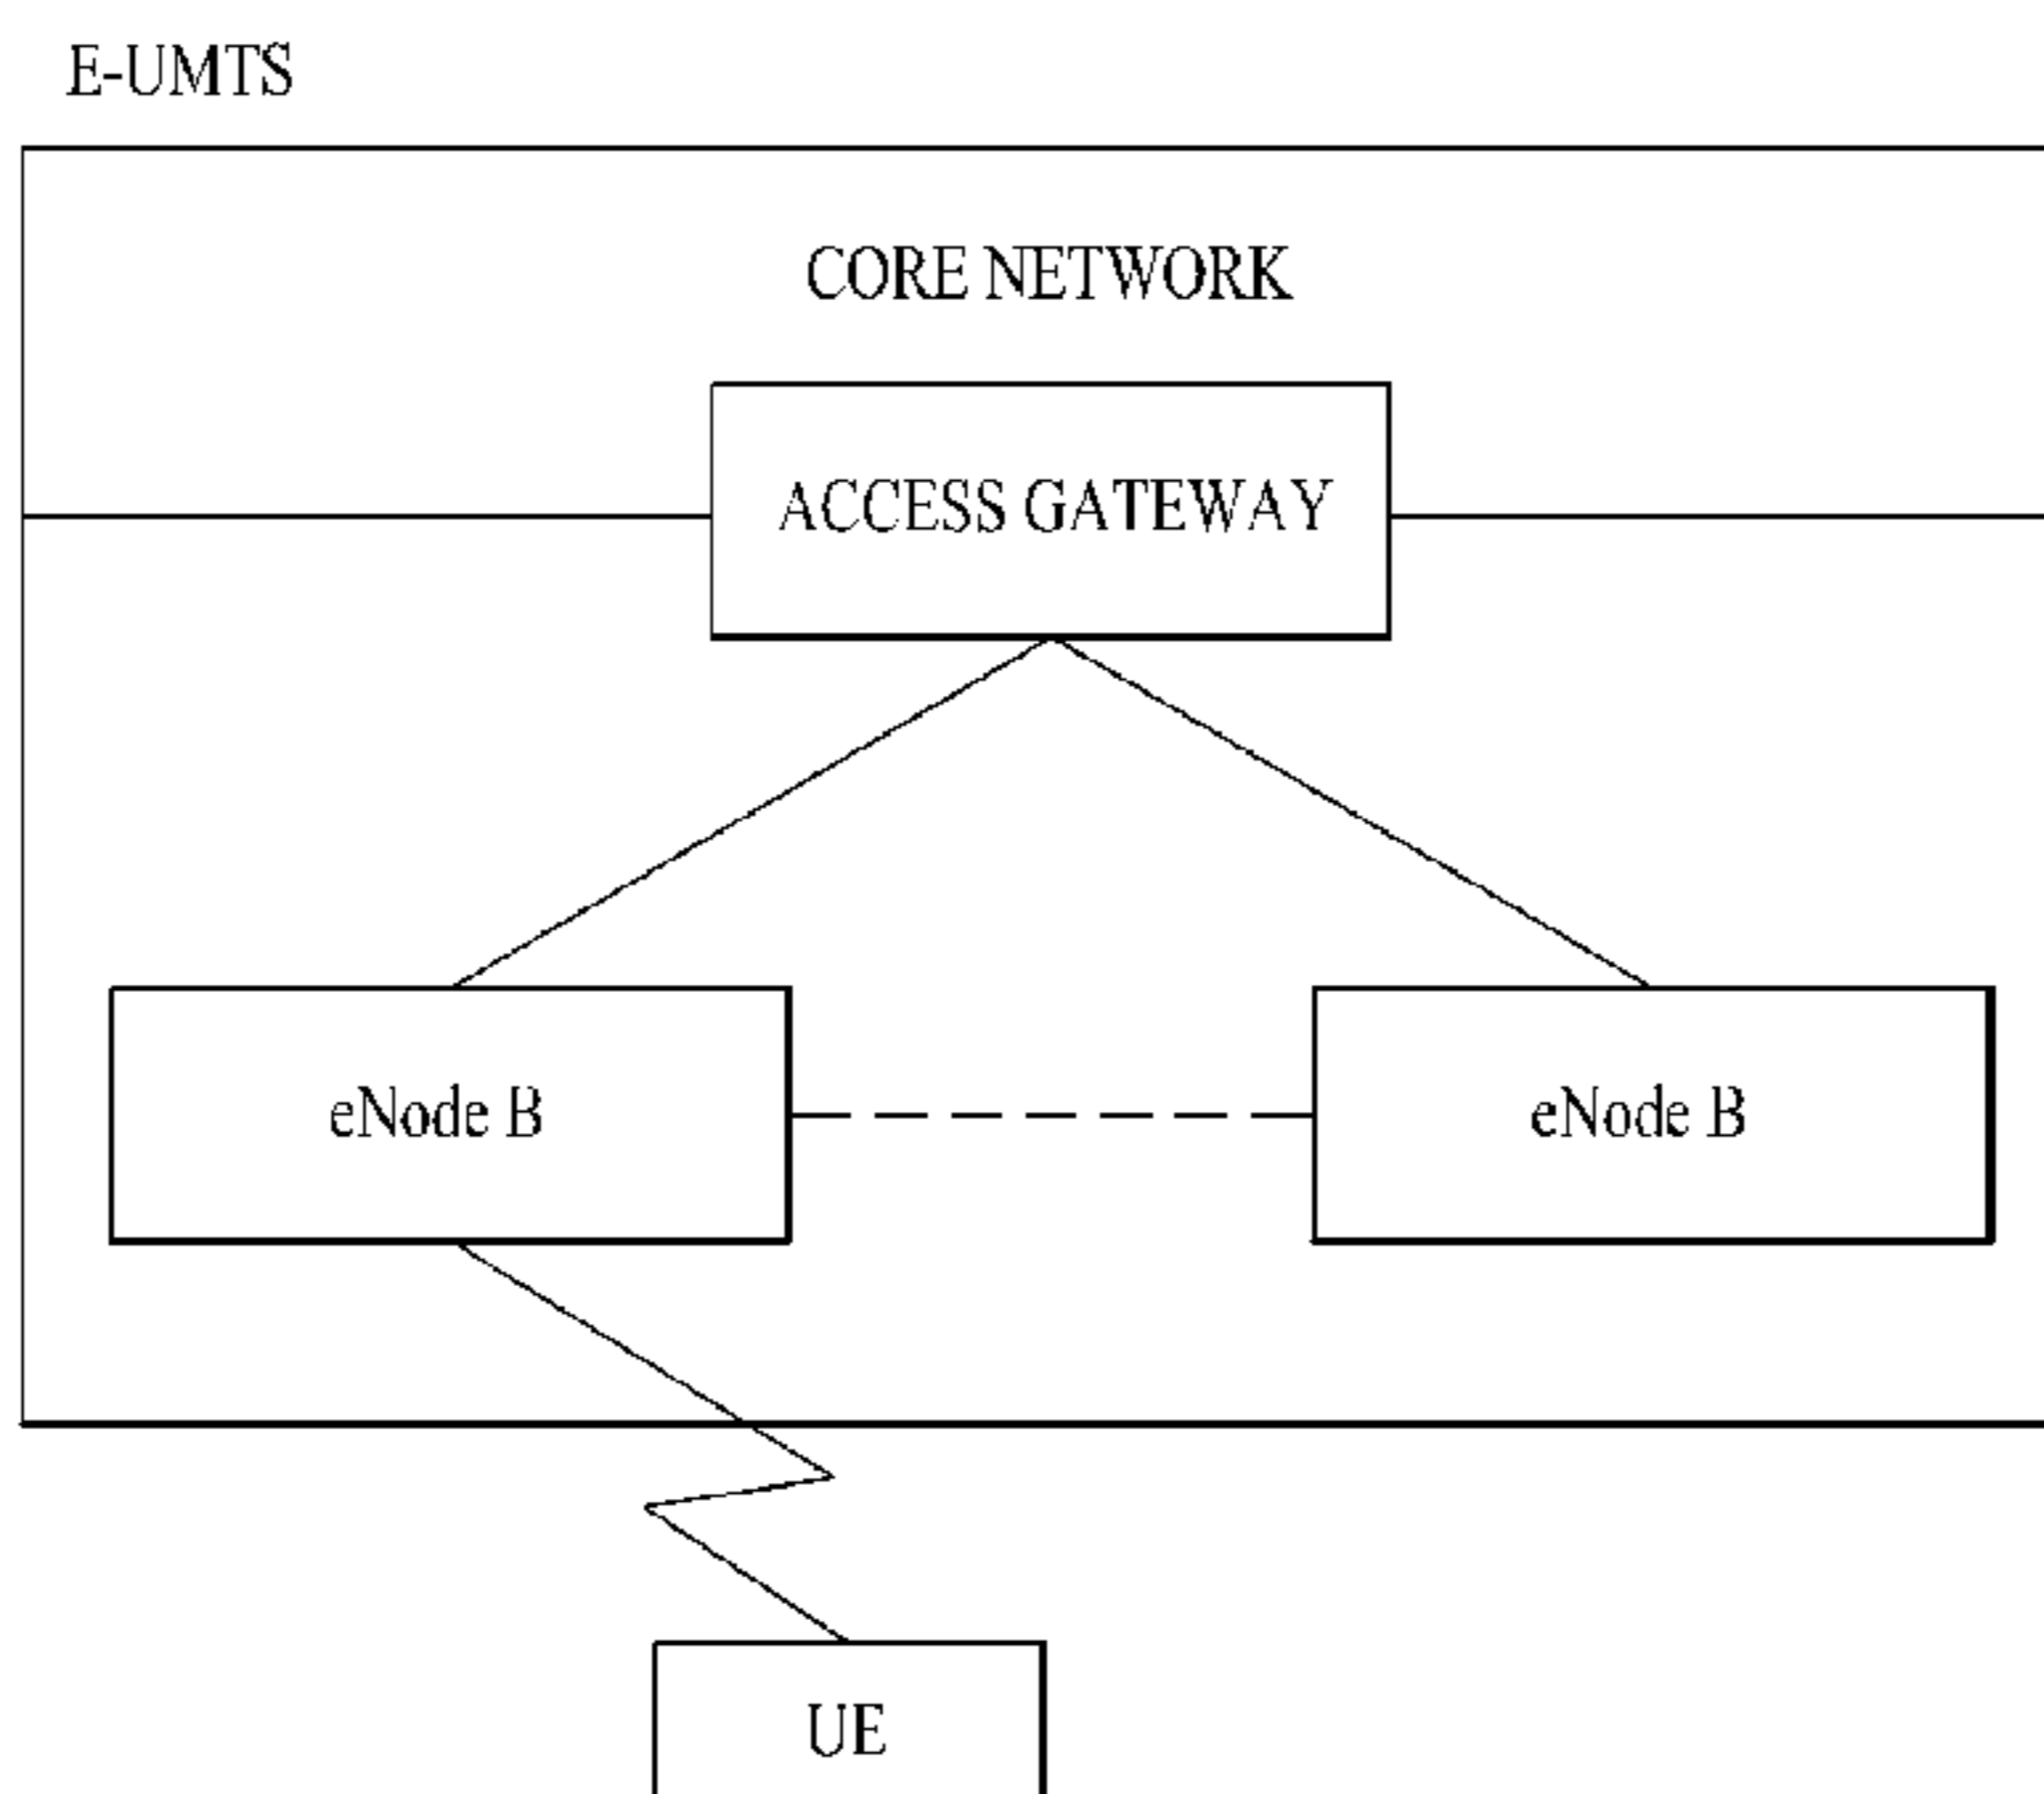 E-UMTS
CORE NETWORK
ACCESS GATEWAY
eNode B
eNode B
UE